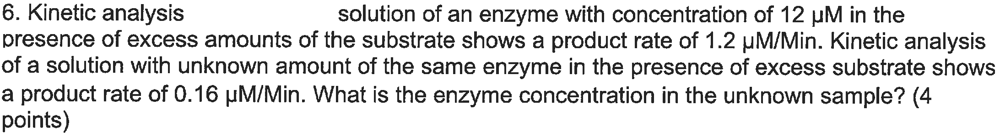 6. Kinetic analysis solution of an enzyme with concentration of 12 µM in the
presence of excess amounts of the substrate shows a product rate of 1.2 µM/Min. Kinetic analysis
of a solution with unknown amount of the same enzyme in the presence of excess substrate shows
a product rate of 0.16 µM/Min. What is the enzyme concentration in the unknown sample? (4
points)